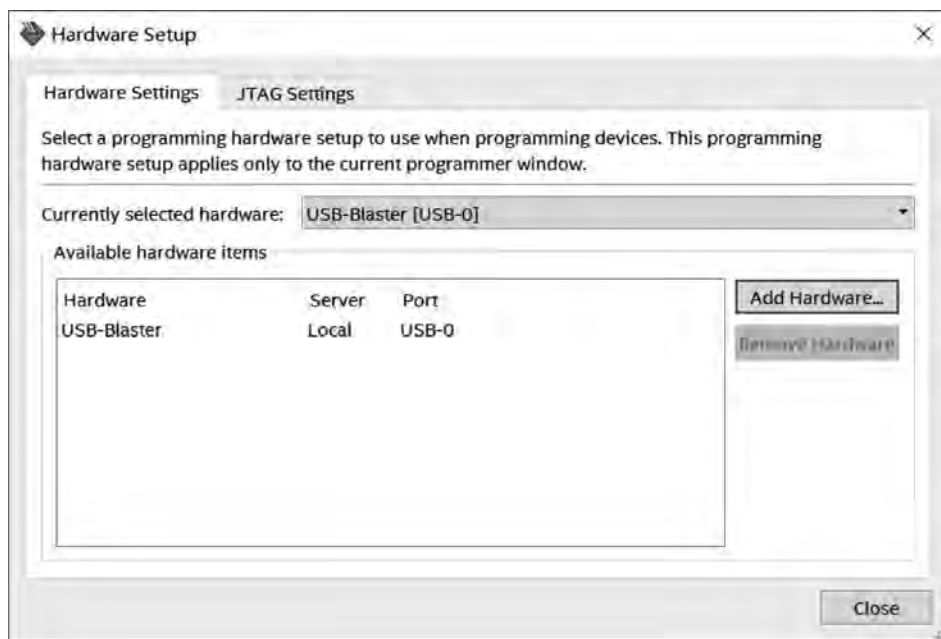 Hardware Setup
Hardware Settings JTAG Settings
Select a programming hardware setup to use when programming devices. This programming
hardware setup applies only to the current programmer window.
Currently selected hardware: USB-Blaster [USB-0]
Available hardware items
Hardware Server Port
USB-Blaster Local USB-0
Add Hardware...
Remove Hardware
Close